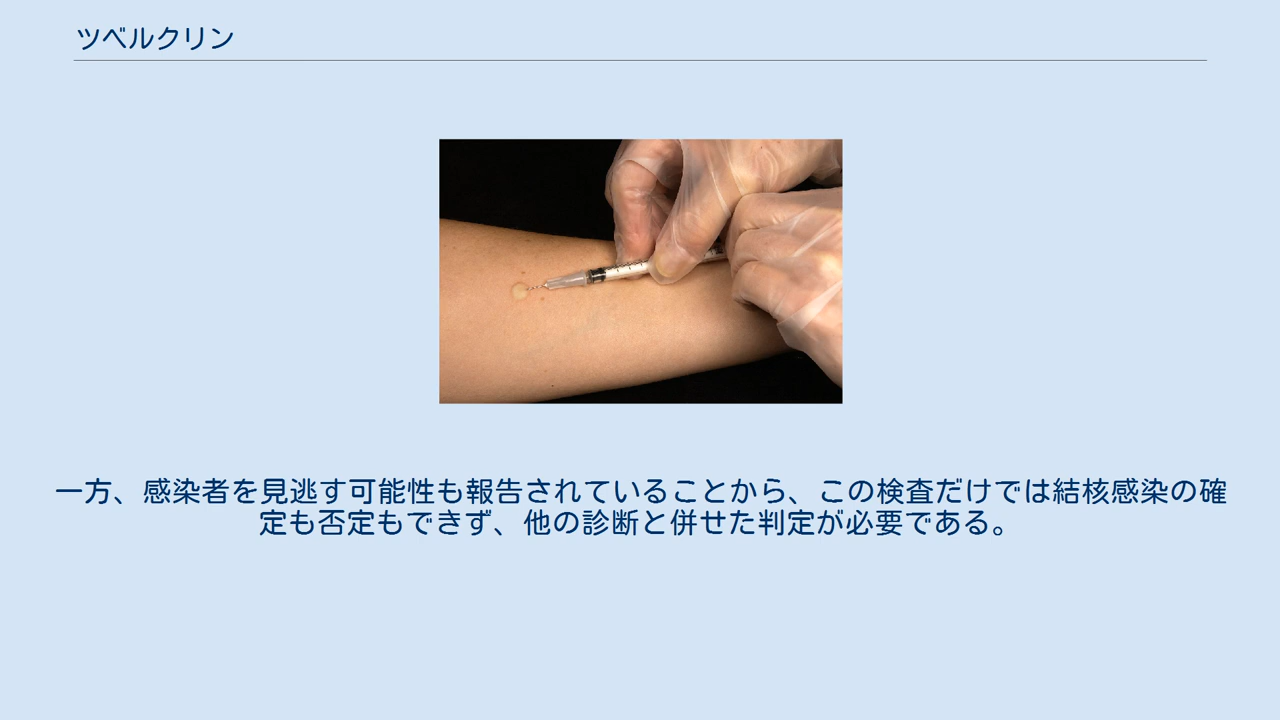 ツベルクリン
一方、感染者を見逃す可能性も報告されていることから、この検査だけでは結核感染の確
定も否定もできず、他の診断と併せた判定が必要である。